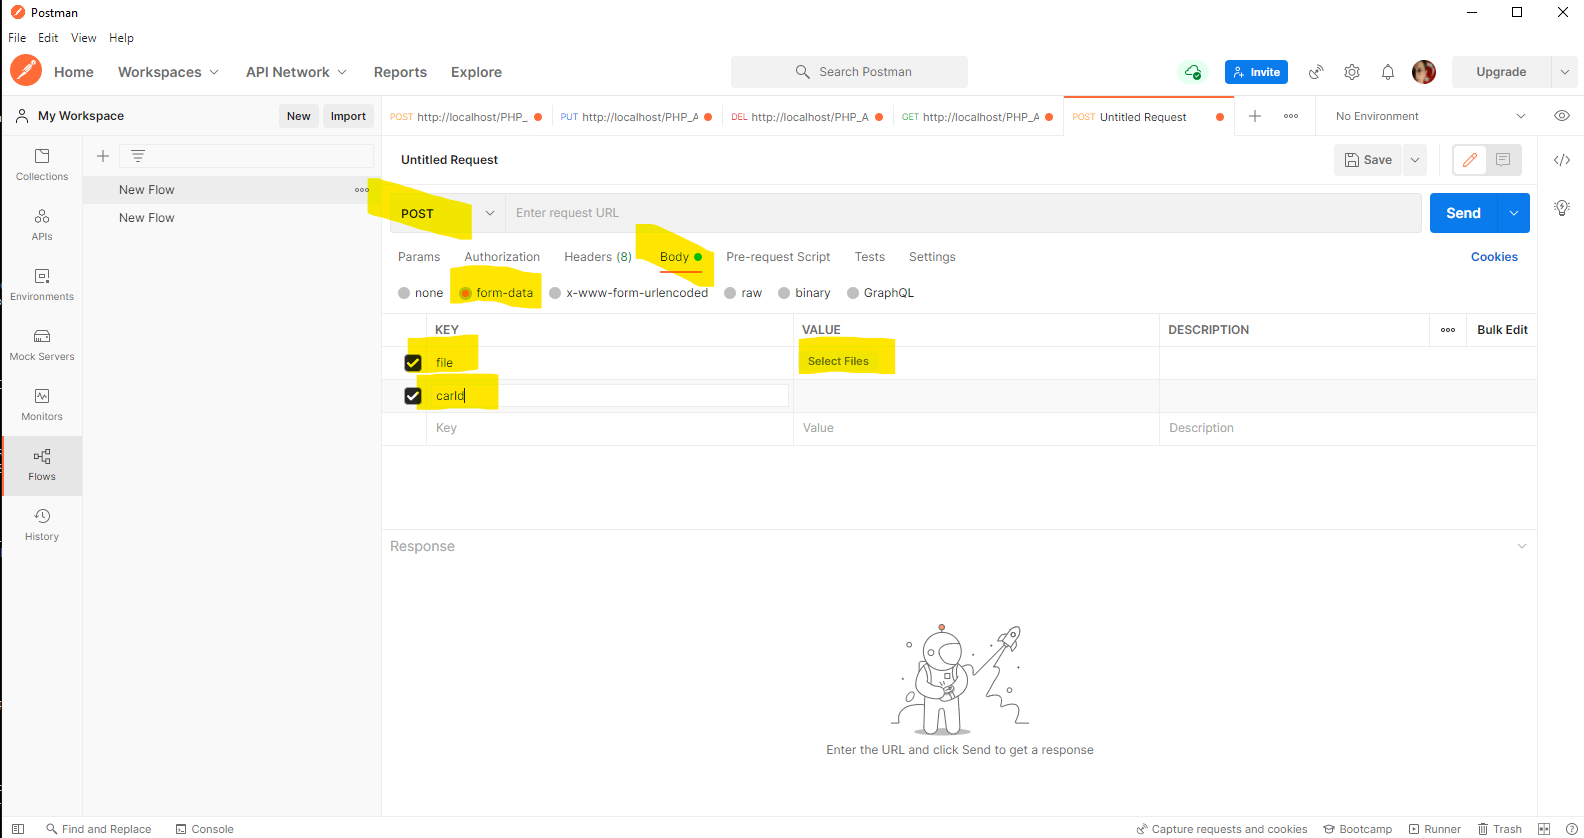 Postman
File Edit View Help
Home Workspaces API Network Reports Explore Search Postman Invite Upgrade
My Workspace New Import POST http://localhost/PHP_ PUT http://localhost/PHP_A DEL http://localhost/PHP_A GET http://localhost/PHP_A POST Untitled Request No Environment
Untitled Request Save
Collections
New Flow
New Flow
APIs
Environments
Mock Servers
Monitors
Flows
History
POST Enter request URL Send
Params Authorization Headers (8) Body Pre-request Script Tests Settings Cookies
none form-data x-www-form-urlencoded raw binary GraphQL
KEY VALUE DESCRIPTION Bulk Edit
file Select Files
carId
Key Value Description
Response
Enter the URL and click Send to get a response
Find and Replace Console Capture requests and cookies Bootcamp Runner Trash